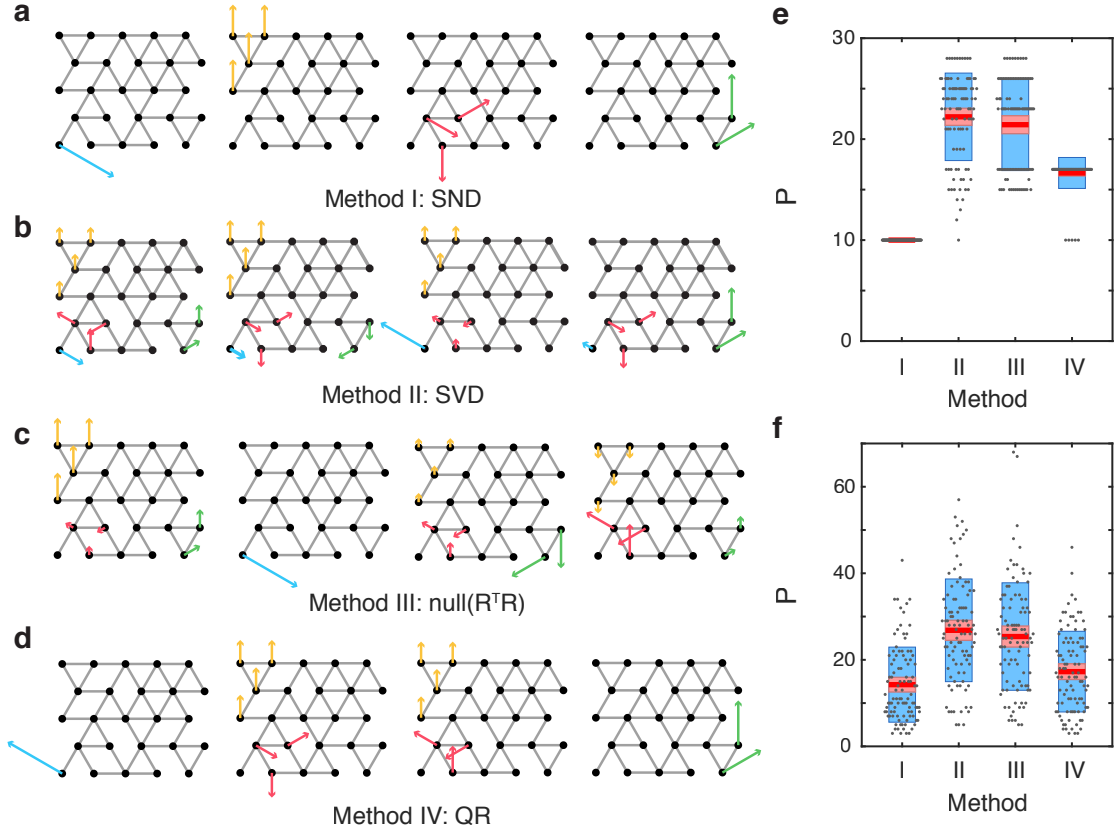 a
Method I: SND
b
Method II: SVD
c
Method III: null(RᵀR)
d
Method IV: QR
e
30
20
10
0
P
I II III IV
Method
f
60
40
20
0
P
I II III IV
Method